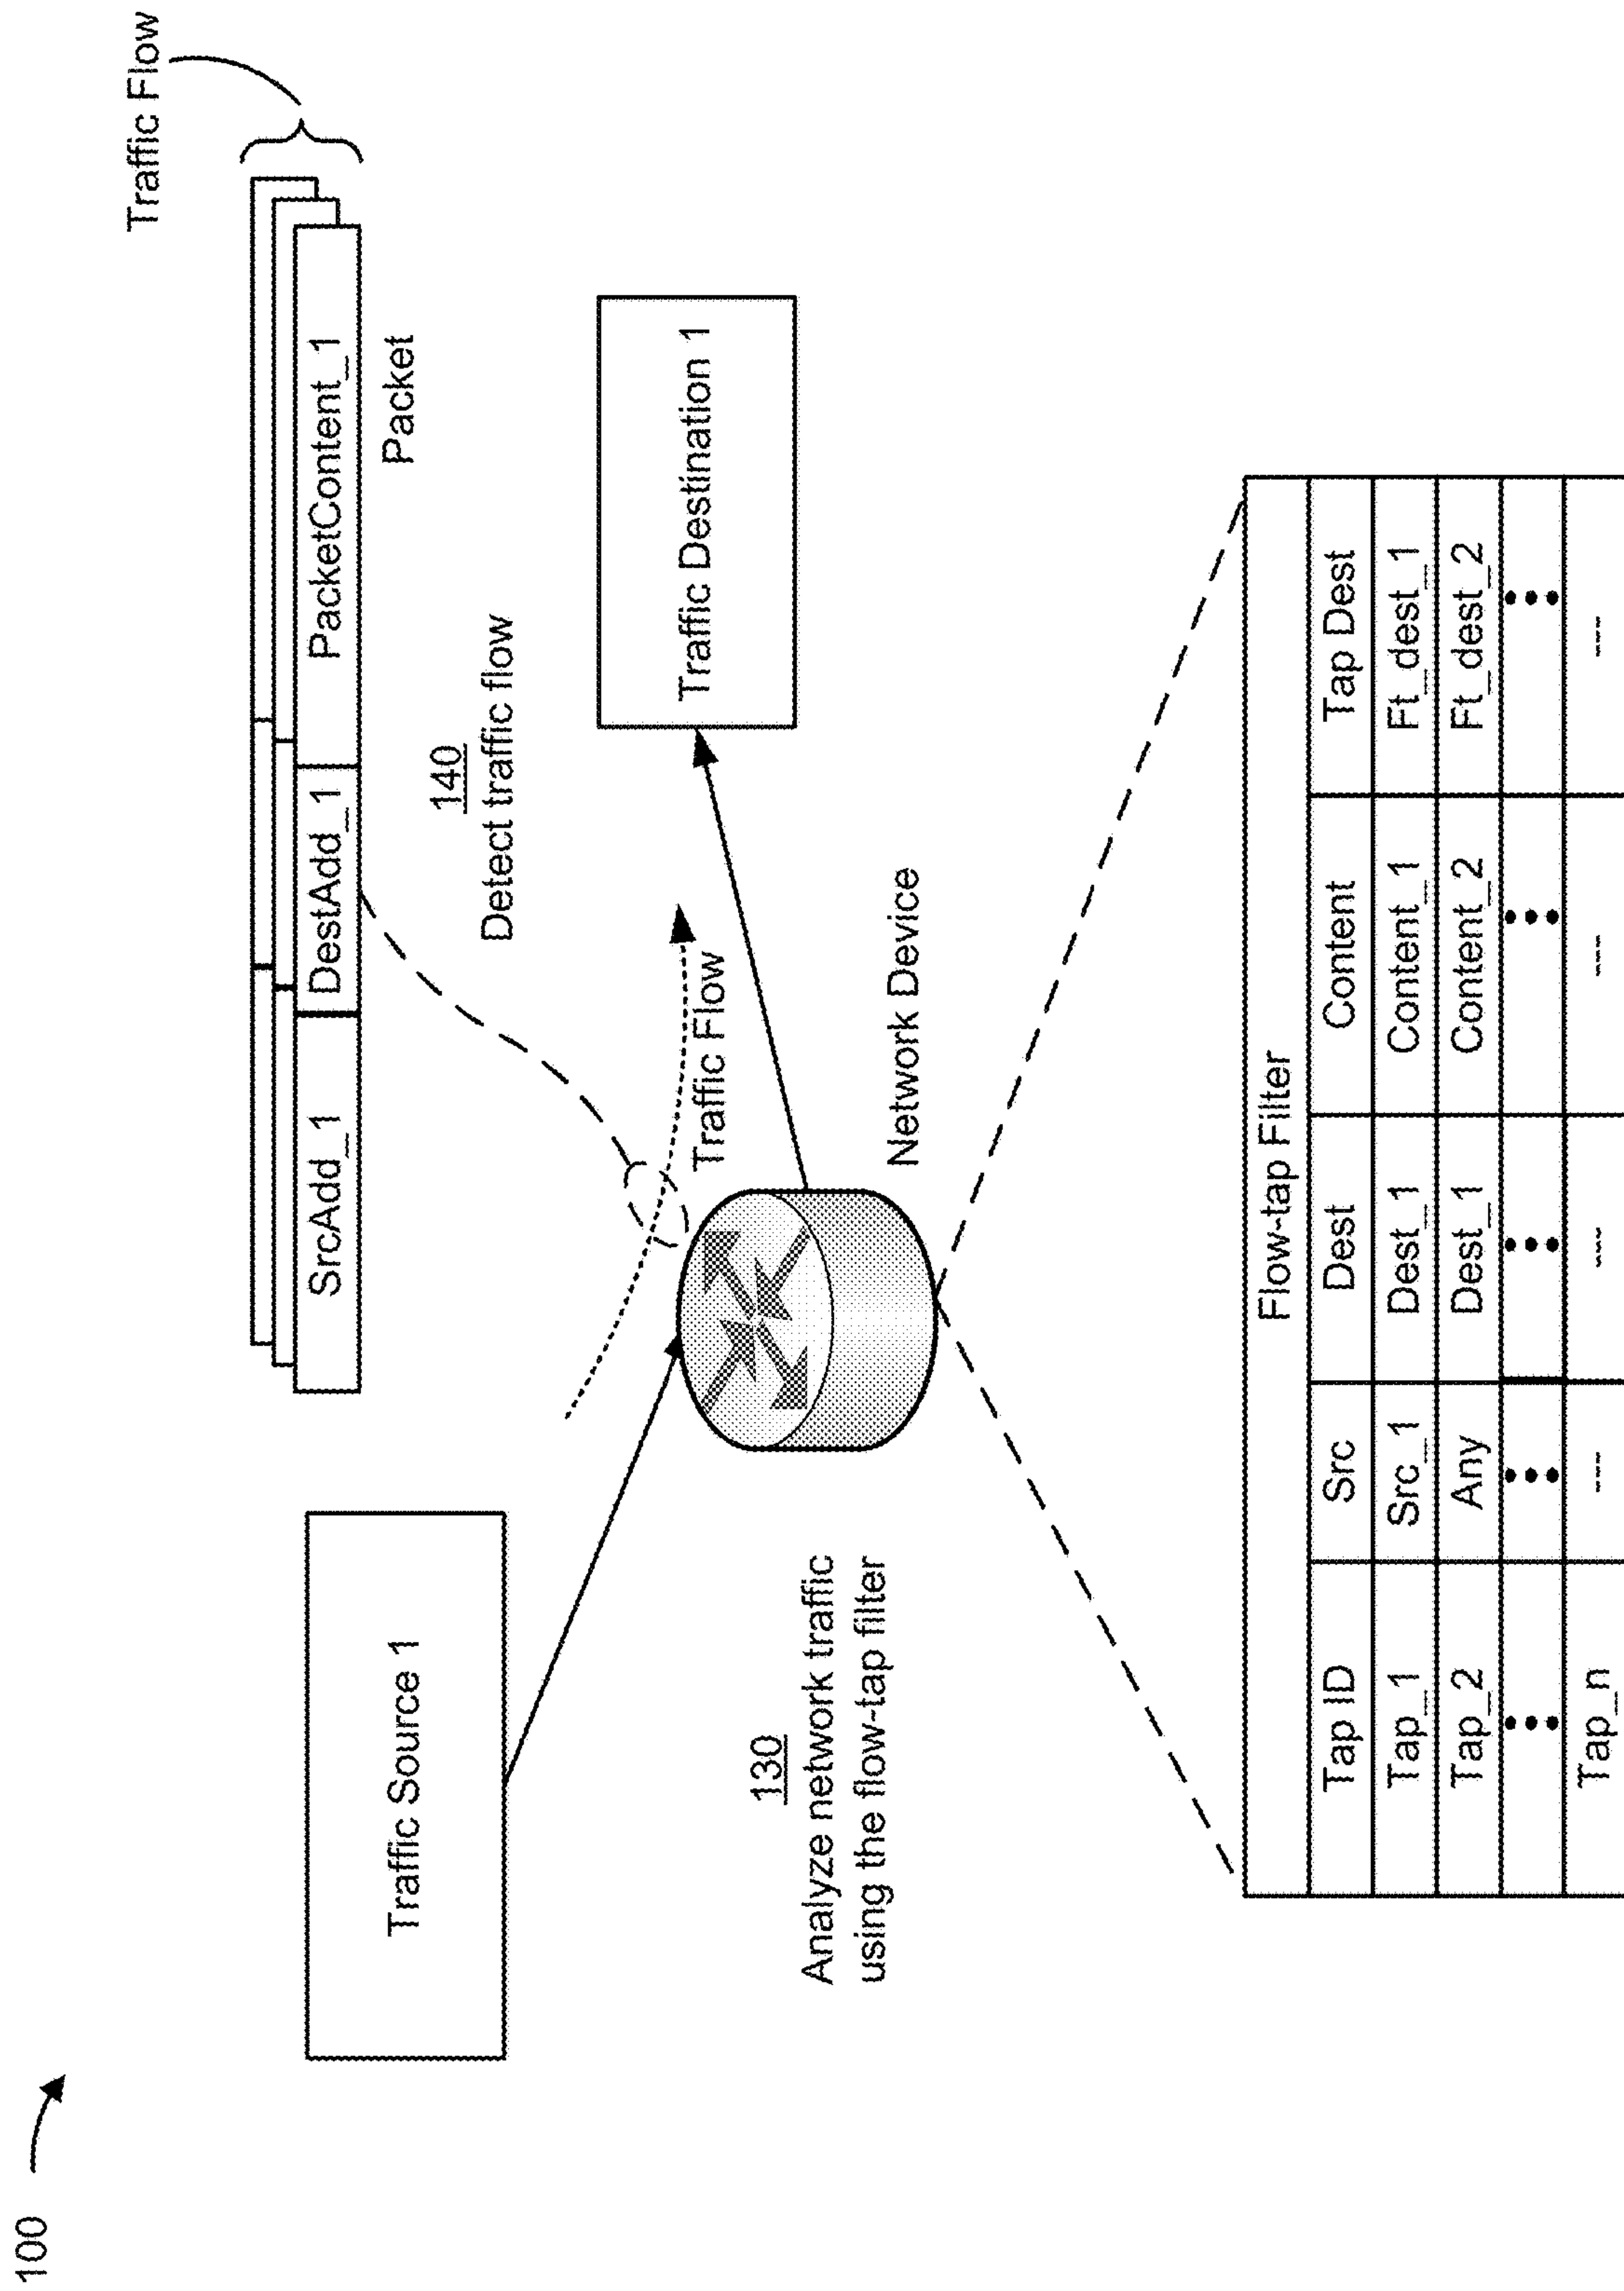 100
Traffic Flow
SrcAdd_1 DestAdd_1 PacketContent_1
Packet
Traffic Source 1
140
Detect traffic flow
Traffic Destination 1
Traffic Flow
130
Analyze network traffic
using the flow-tap filter
Network Device
Flow-tap Filter
Tap ID Src Dest Content Tap Dest
Tap_1 Src_1 Dest_1 Content_1 Ft_dest_1
Tap_2 Any Dest_1 Content_2 Ft_dest_2
••• ••• ••• ••• •••
Tap_n --- --- --- ---